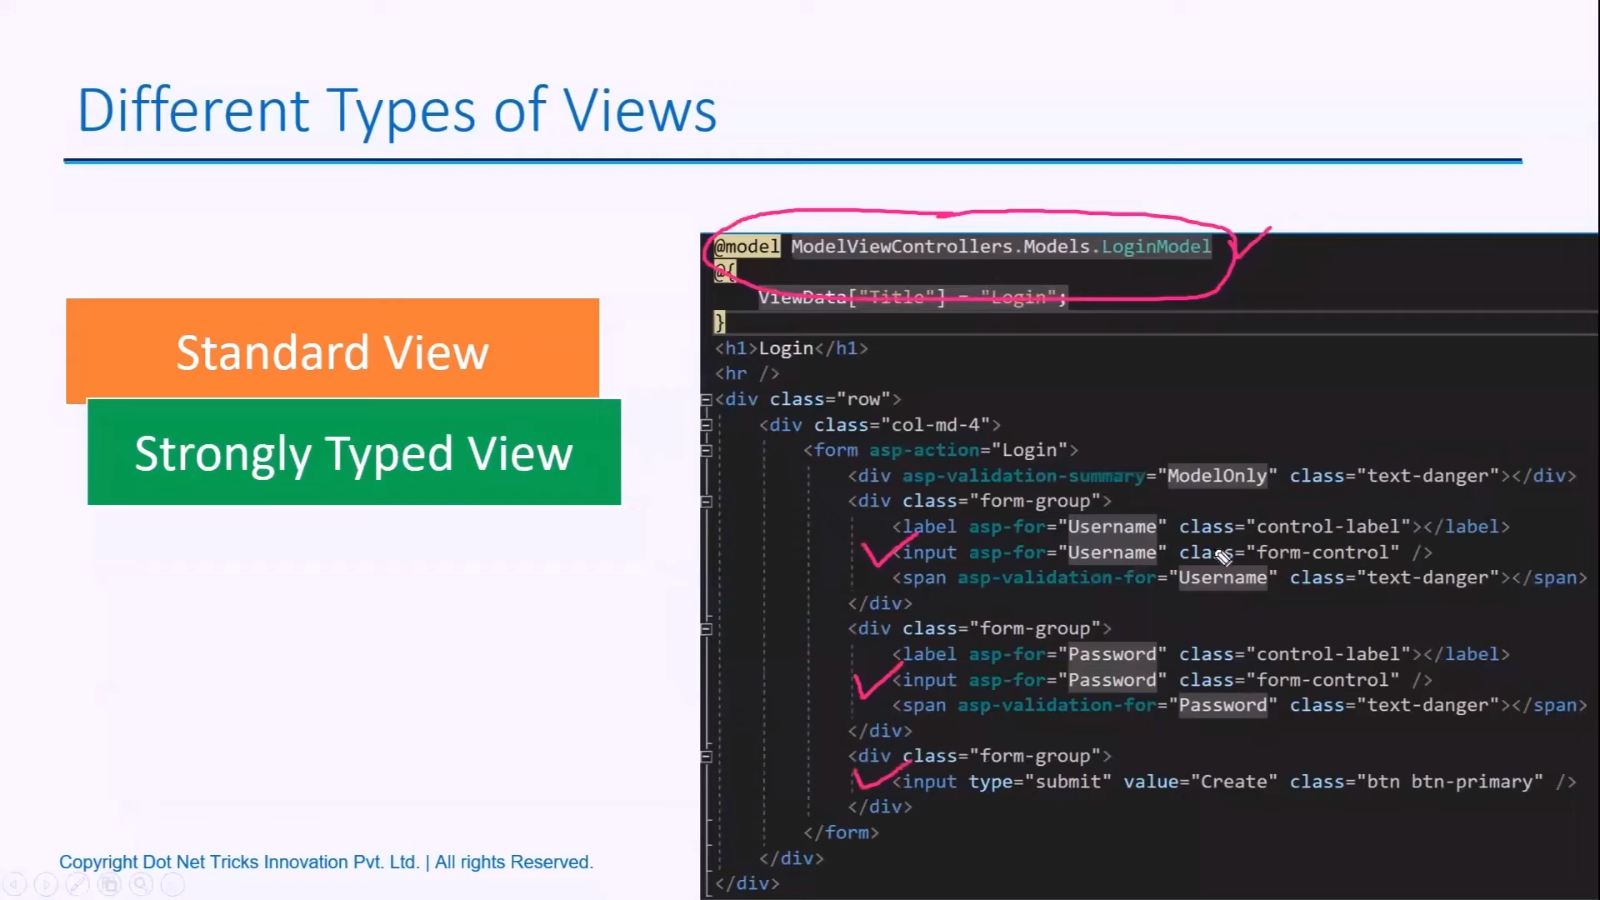 Different Types of Views
Standard View
Strongly Typed View
@model ModelViewControllers.Models.LoginModel
@{
ViewData["Title"] = "Login";
}
<h1>Login</h1>
<hr />
<div class="row">
<div class="col-md-4">
<form asp-action="Login">
<div asp-validation-summary="ModelOnly" class="text-danger"></div>
<div class="form-group">
<label asp-for="Username" class="control-label"></label>
<input asp-for="Username" class="form-control" />
<span asp-validation-for="Username" class="text-danger"></span>
</div>
<div class="form-group">
<label asp-for="Password" class="control-label"></label>
<input asp-for="Password" class="form-control" />
<span asp-validation-for="Password" class="text-danger"></span>
</div>
<div class="form-group">
<input type="submit" value="Create" class="btn btn-primary" />
</div>
</form>
</div>
</div>
Copyright Dot Net Tricks Innovation Pvt. Ltd. | All rights Reserved.